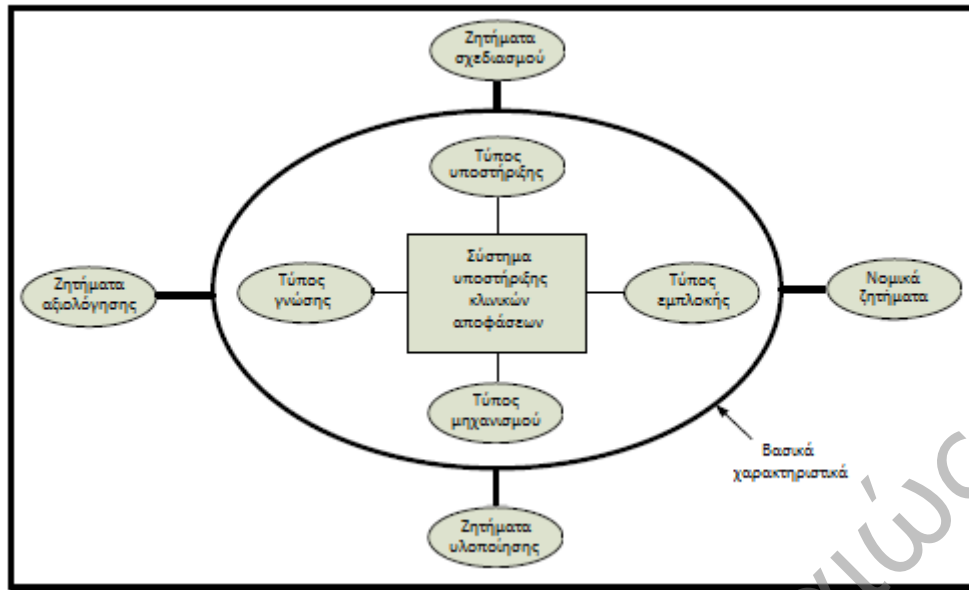 Ζητήματα
σχεδιασμού
Τύπος
υποστήριξης
Ζητήματα
αξιολόγησης
Τύπος
γνώσης
Σύστημα
υποστήριξης
κλινικών
αποφάσεων
Τύπος
εμπλοκής
Νομικά
ζητήματα
Τύπος
μηχανισμού
Βασικά
χαρακτηριστικά
Ζητήματα
υλοποίησης